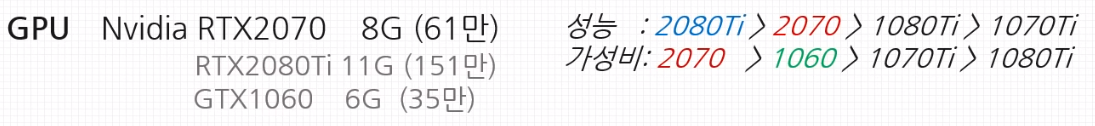 GPU Nvidia RTX2070 8G (61만) 성능 : 2080Ti > 2070 > 1080Ti > 1070Ti
RTX2080Ti 11G (151만) 가성비: 2070 > 1060 > 1070Ti > 1080Ti
GTX1060 6G (35만)